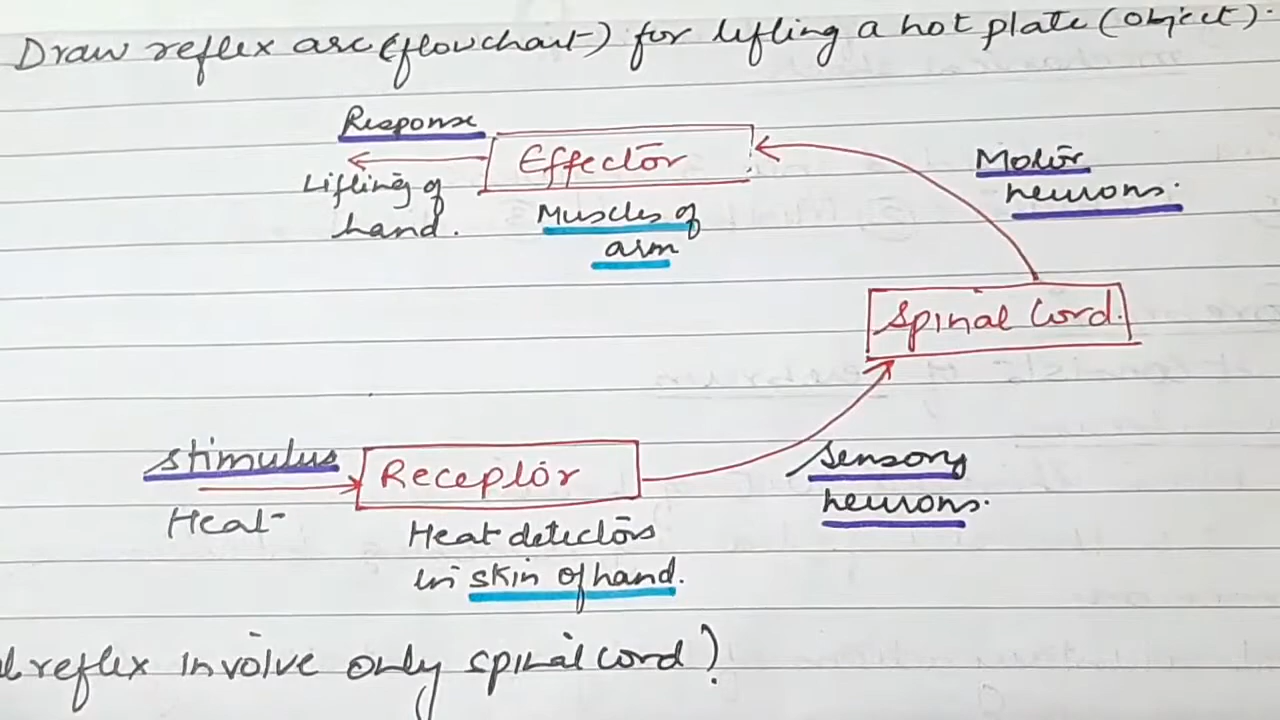 Draw reflex arc (flowchart) for lifting a hot plate (object).
Response
Effector
Lifting of
hand.
Muscles of
arm
Motor
neurons.
Spinal Cord.
Stimulus
Receptor
Heat
Heat detectors
in skin of hand.
Sensory
neurons.
reflex involve only spinal cord?